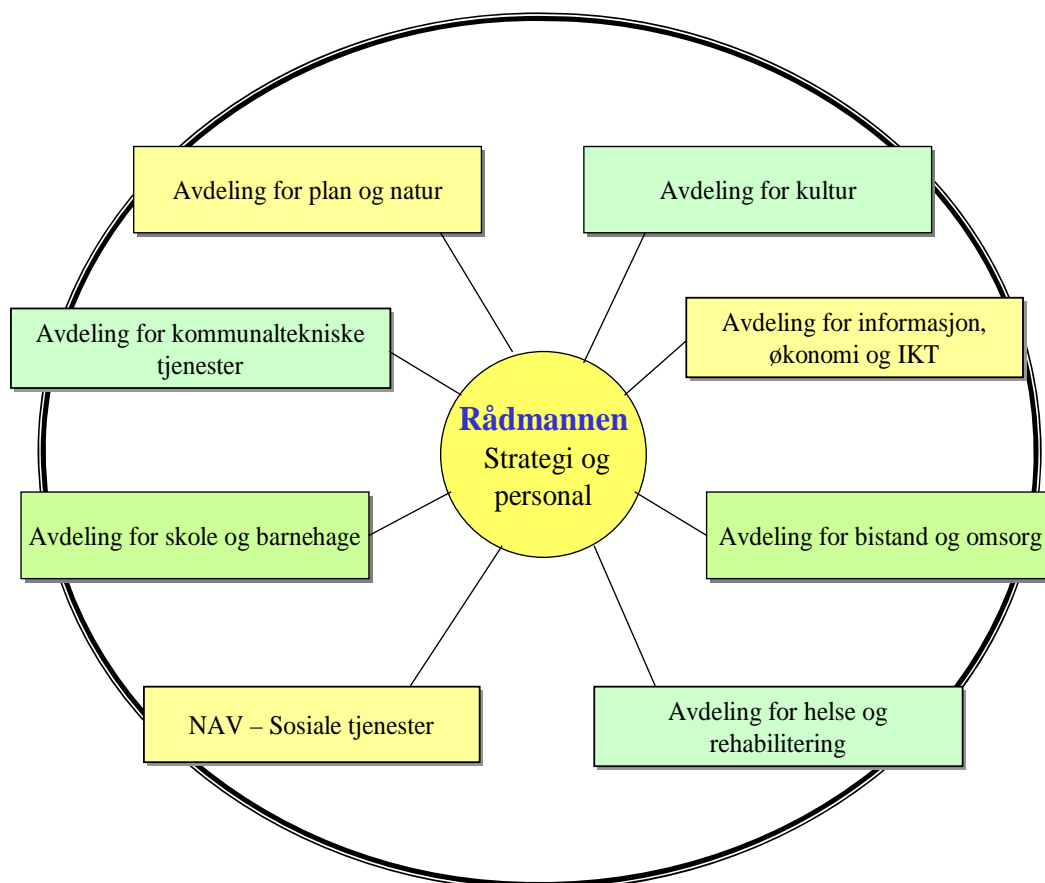 Avdeling for plan og natur
Avdeling for kultur
Avdeling for kommunaltekniske
tjenester
Avdeling for informasjon,
økonomi og IKT
Rådmannen
Strategi og
personal
Avdeling for skole og barnehage
Avdeling for bistand og omsorg
NAV – Sosiale tjenester
Avdeling for helse og
rehabilitering